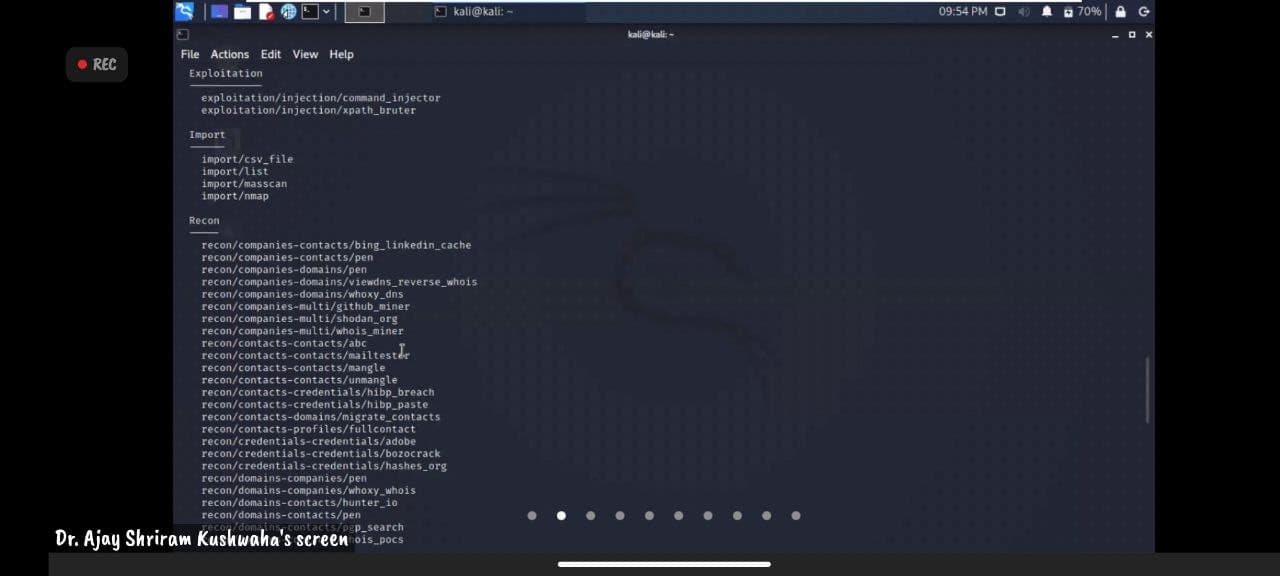 kali@kali: ~
09:54 PM
70%
kali@kali: ~
File Actions Edit View Help
REC
Exploitation
exploitation/injection/command_injector
exploitation/injection/xpath_bruter
Import
import/csv_file
import/list
import/masscan
import/nmap
Recon
recon/companies-contacts/bing_linkedin_cache
recon/companies-contacts/pen
recon/companies-domains/pen
recon/companies-domains/viewdns_reverse_whois
recon/companies-domains/whoxy_dns
recon/companies-multi/github_miner
recon/companies-multi/shodan_org
recon/companies-multi/whois_miner
recon/contacts-contacts/abc
recon/contacts-contacts/mailtester
recon/contacts-contacts/mangle
recon/contacts-contacts/unmangle
recon/contacts-credentials/hibp_breach
recon/contacts-credentials/hibp_paste
recon/contacts-domains/migrate_contacts
recon/contacts-profiles/fullcontact
recon/credentials-credentials/adobe
recon/credentials-credentials/bozocrack
recon/credentials-credentials/hashes_org
recon/domains-companies/pen
recon/domains-companies/whoxy_whois
recon/domains-contacts/hunter_io
recon/domains-contacts/pen
recon/domains-contacts/pgp_search
Dr. Ajay Shriram Kushwaha's screen